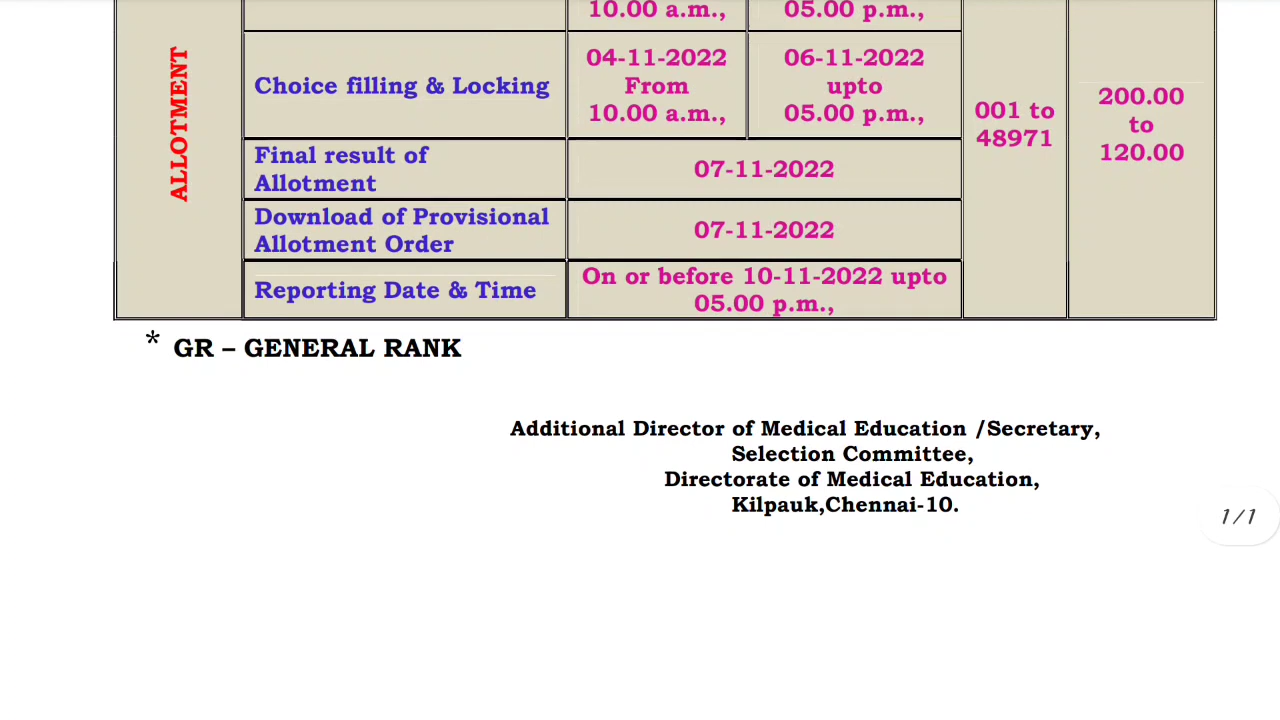 10.00 a.m.,
05.00 p.m.,
ALLOTMENT
Choice filling & Locking
04-11-2022
From
10.00 a.m.,
06-11-2022
upto
05.00 p.m.,
001 to
48971
200.00
to
120.00
Final result of
Allotment
07-11-2022
Download of Provisional
Allotment Order
07-11-2022
Reporting Date & Time
On or before 10-11-2022 upto
05.00 p.m.,
* GR – GENERAL RANK
Additional Director of Medical Education /Secretary,
Selection Committee,
Directorate of Medical Education,
Kilpauk,Chennai-10.
1/1